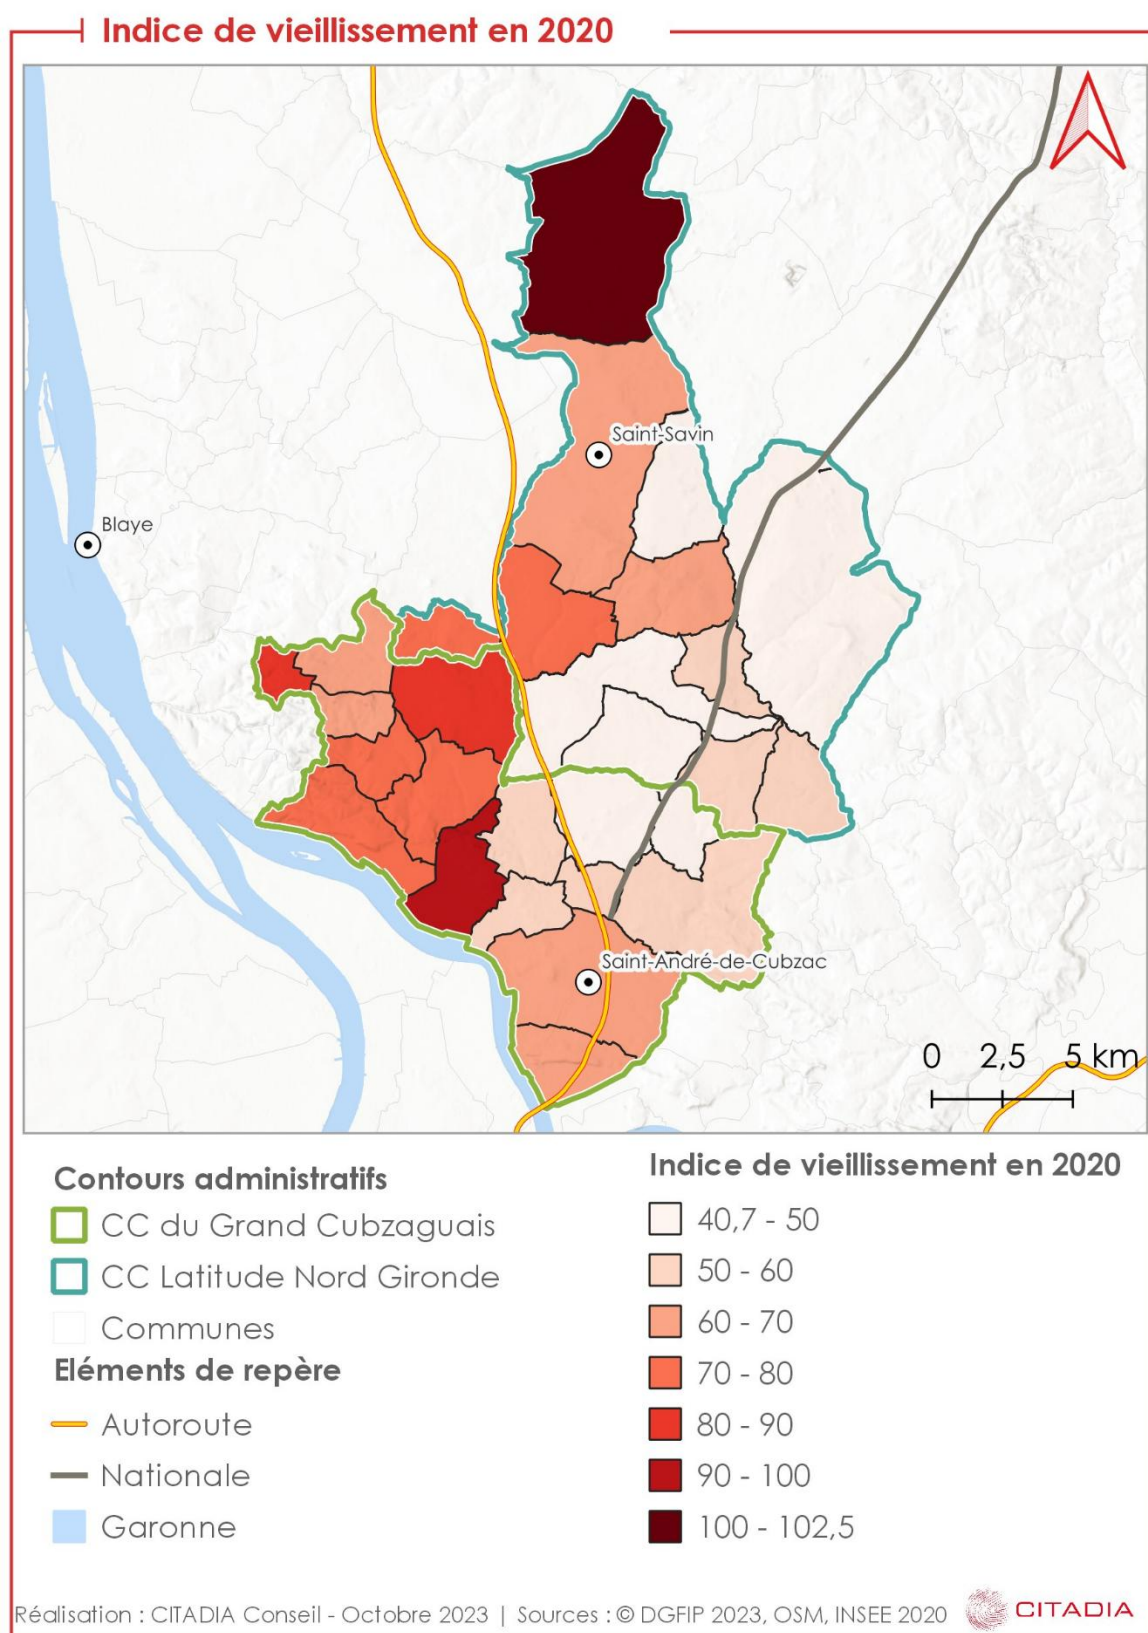 Indice de vieillissement en 2020
Saint-Savin
Blaye
Saint-André-de-Cubzac
0 2,5 5 km
Contours administratifs
CC du Grand Cubzaguais
CC Latitude Nord Gironde
Communes
Eléments de repère
Autoroute
Nationale
Garonne
Indice de vieillissement en 2020
40,7 - 50
50 - 60
60 - 70
70 - 80
80 - 90
90 - 100
100 - 102,5
Réalisation : CITADIA Conseil - Octobre 2023 | Sources : © DGFIP 2023, OSM, INSEE 2020
CITADIA